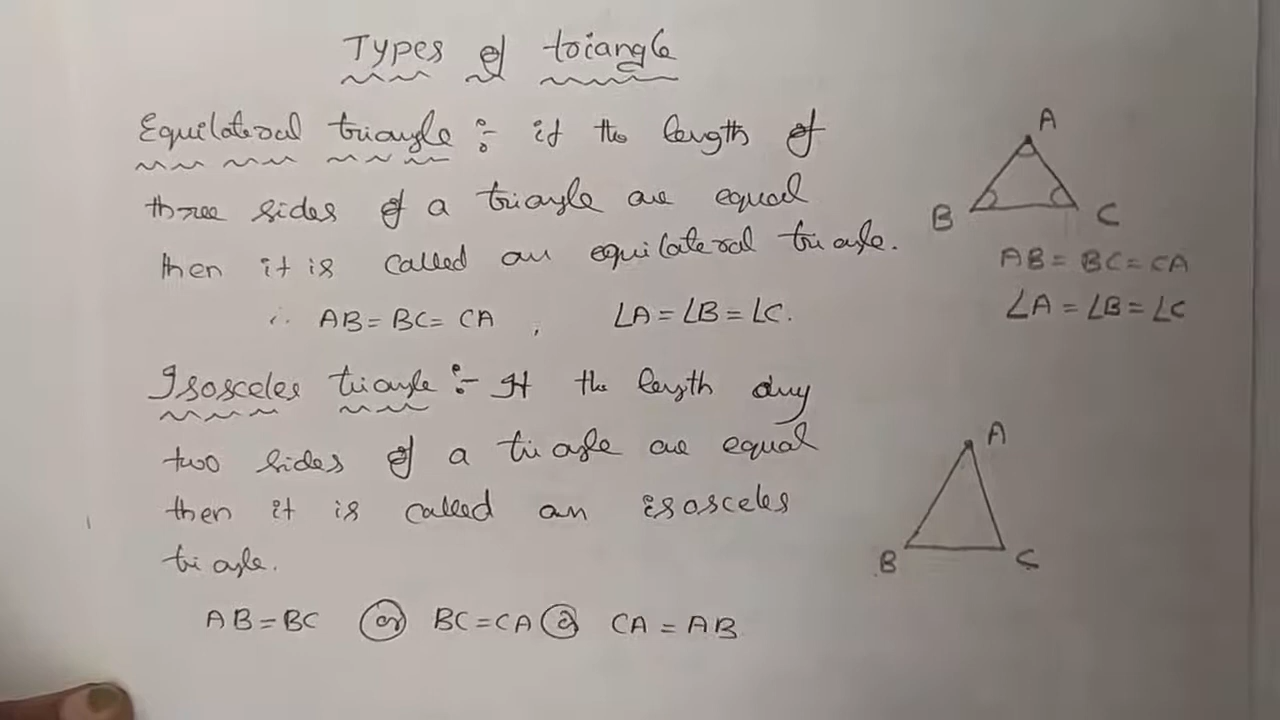 Types of triangle
Equilateral triangle :- if the length of
three sides of a triangle are equal
then it is called an equilateral triangle.
∴ AB = BC = CA , ∠A = ∠B = ∠C.
A
B
C
AB = BC = CA
∠A = ∠B = ∠C
Isosceles triangle :- If the length any
two sides of a triangle are equal
then it is called an isosceles
triangle.
AB = BC or BC = CA or CA = AB
A
B
C